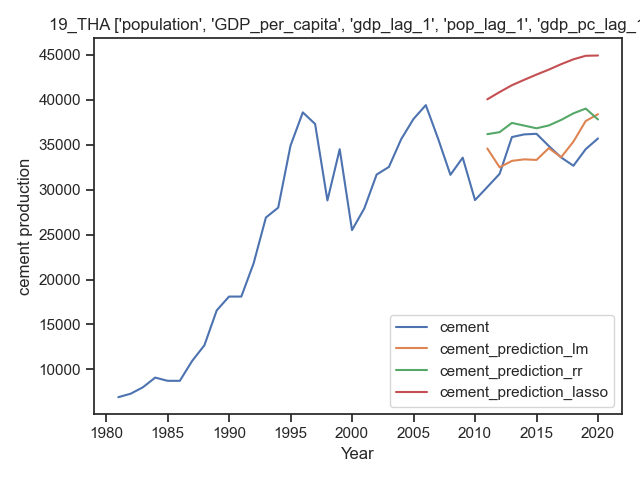 19_THA ['population', 'GDP_per_capita', 'gdp_lag_1', 'pop_lag_1', 'gdp_pc_lag_1
45000
40000
35000
30000
25000
20000
15000
10000
cement production
cement
cement_prediction_lm
cement_prediction_rr
cement_prediction_lasso
1980 1985 1990 1995 2000 2005 2010 2015 2020
Year